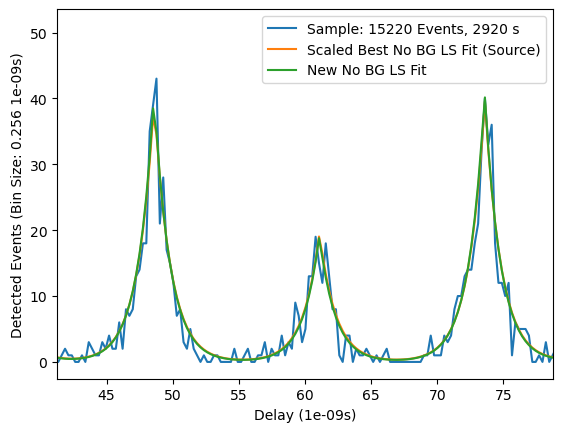 Sample: 15220 Events, 2920 s
Scaled Best No BG LS Fit (Source)
New No BG LS Fit
Detected Events (Bin Size: 0.256 1e-09s)
50
40
30
20
10
0
45 50 55 60 65 70 75
Delay (1e-09s)